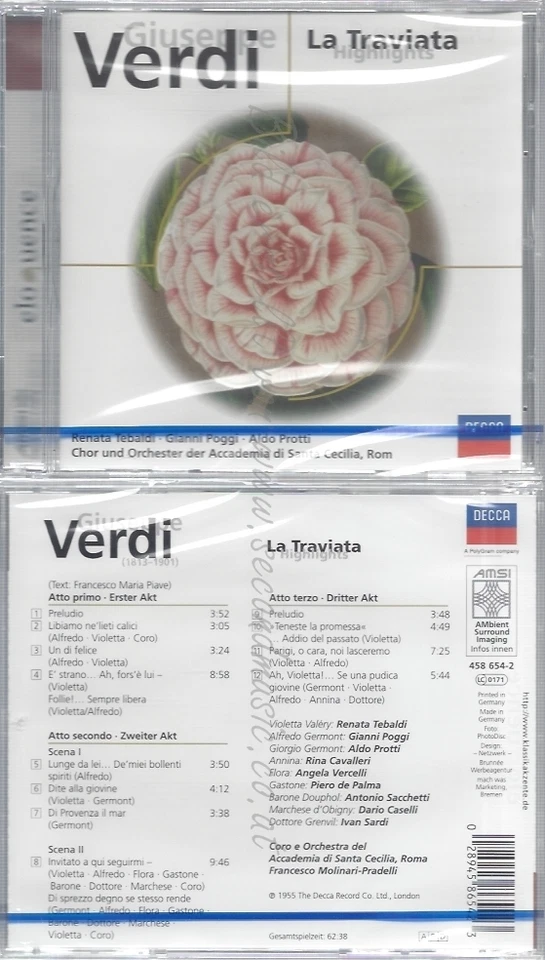 Giuseppe
Verdi
La Traviata
Highlights
eloquence
Renata Tebaldi · Gianni Poggi · Aldo Protti
Chor und Orchester der Accademia di Santa Cecilia, Rom
DECCA
Giuseppe
Verdi
(1813–1901)
La Traviata
Highlights
(Text: Francesco Maria Piave)
Atto primo · Erster Akt
1 Preludio 3:52
2 Libiamo ne'lieti calici 3:05
(Alfredo · Violetta · Coro)
3 Un di felice 3:24
(Alfredo · Violetta)
4 E' strano... Ah, fors'è lui – 8:58
(Violetta)
Follie!... Sempre libera
(Violetta/Alfredo)
Atto secondo · Zweiter Akt
Scena I
5 Lunge da lei... De'miei bollenti 3:50
spiriti (Alfredo)
6 Dite alla giovine 4:12
(Violetta · Germont)
7 Di Provenza il mar 3:38
(Germont)
Scena II
8 Invitato a qui seguirmi – 9:46
(Violetta · Alfredo · Flora · Gastone ·
Barone · Dottore · Marchese · Coro)
Di sprezzo degno se stesso rende
(Germont · Alfredo · Flora · Gastone ·
Barone · Dottore · Marchese ·
Violetta · Coro)
Atto terzo · Dritter Akt
9 Preludio 3:48
10 »Teneste la promessa« 4:49
... Addio del passato (Violetta)
11 Parigi, o cara, noi lasceremo 7:25
(Violetta · Alfredo)
12 Ah, Violetta!... Se una pudica 5:44
giovine (Germont · Violetta ·
Alfredo · Annina · Dottore)
Violetta Valéry: Renata Tebaldi
Alfredo Germont: Gianni Poggi
Giorgio Germont: Aldo Protti
Annina: Rina Cavalleri
Flora: Angela Vercelli
Gastone: Piero de Palma
Barone Douphol: Antonio Sacchetti
Marchese d'Obigny: Dario Caselli
Dottore Grenvil: Ivan Sardi
Coro e Orchestra del
Accademia di Santa Cecilia, Roma
Francesco Molinari-Pradelli
℗ 1955 The Decca Record Co. Ltd., London
Gesamtspielzeit: 62:38
DECCA
A PolyGram company
AMSI
AMbient
Surround
Imaging
Infos innen
458 654-2
LC 0171
Printed in
Germany
Made in
Germany
Foto:
PhotoDisc
Design:
– Netzwerk –
Brunnée
Werbeagentur
mach was
Marketing,
Bremen
http://www.klassikakzente.de
www.secondmusic.co.at